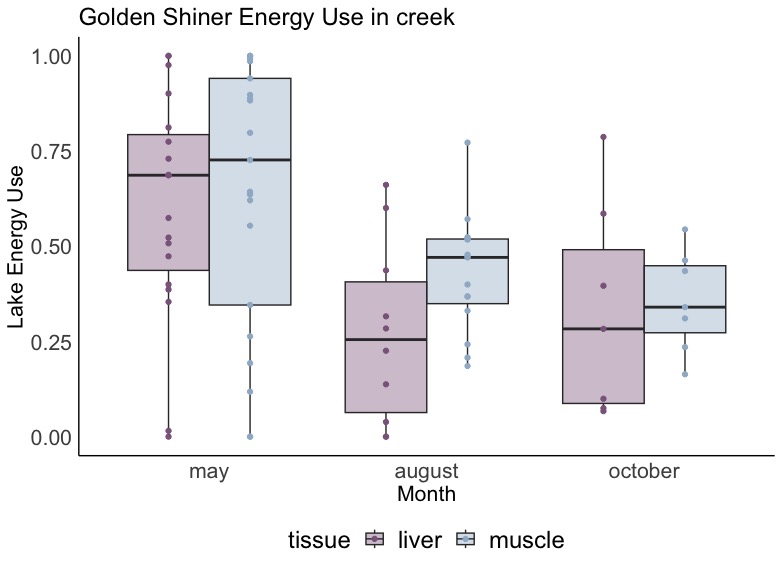 Golden Shiner Energy Use in creek
1.00
0.75
0.50
0.25
0.00
Lake Energy Use
may august october
Month
tissue liver muscle